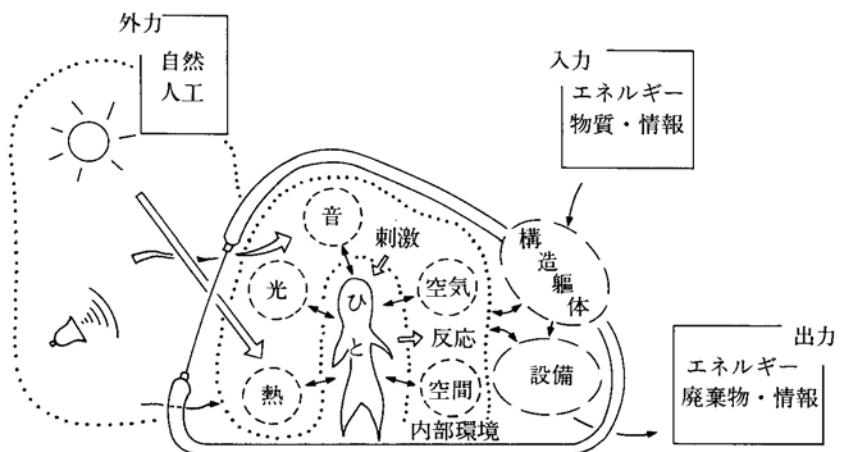 外力
自然
人工
入力
エネルギー
物質・情報
音
刺激
構造躯体
光
ひと
空気
反応
出力
エネルギー
廃棄物・情報
熱
空間
設備
内部環境